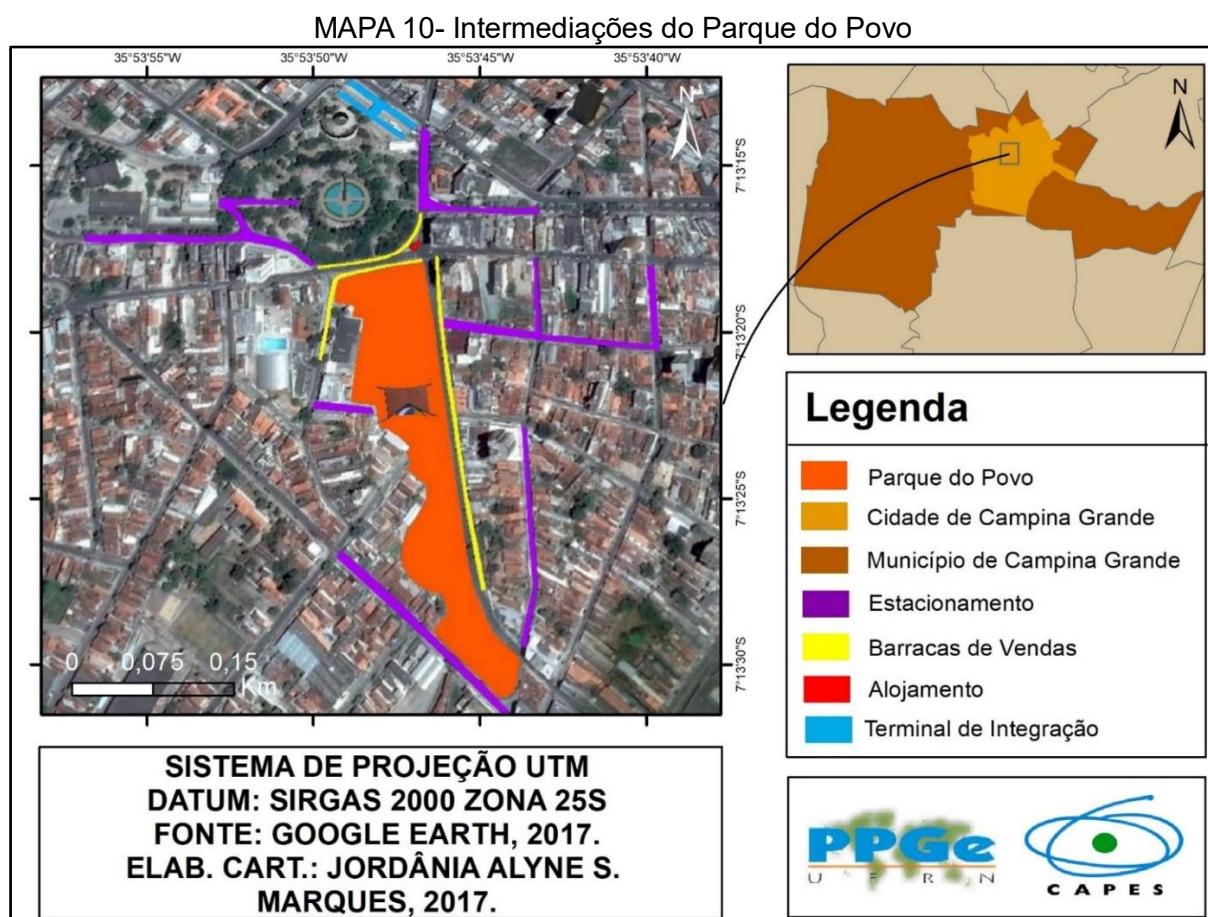 MAPA 10- Intermediações do Parque do Povo
35°53'55"W 35°53'50"W 35°53'45"W 35°53'40"W
N
7°13'15"S
7°13'20"S
7°13'25"S
7°13'30"S
0 0,075 0,15
Km
N
Legenda
Parque do Povo
Cidade de Campina Grande
Município de Campina Grande
Estacionamento
Barracas de Vendas
Alojamento
Terminal de Integração
SISTEMA DE PROJEÇÃO UTM
DATUM: SIRGAS 2000 ZONA 25S
FONTE: GOOGLE EARTH, 2017.
ELAB. CART.: JORDÂNIA ALYNE S.
MARQUES, 2017.
PPGe
UFRN
CAPES